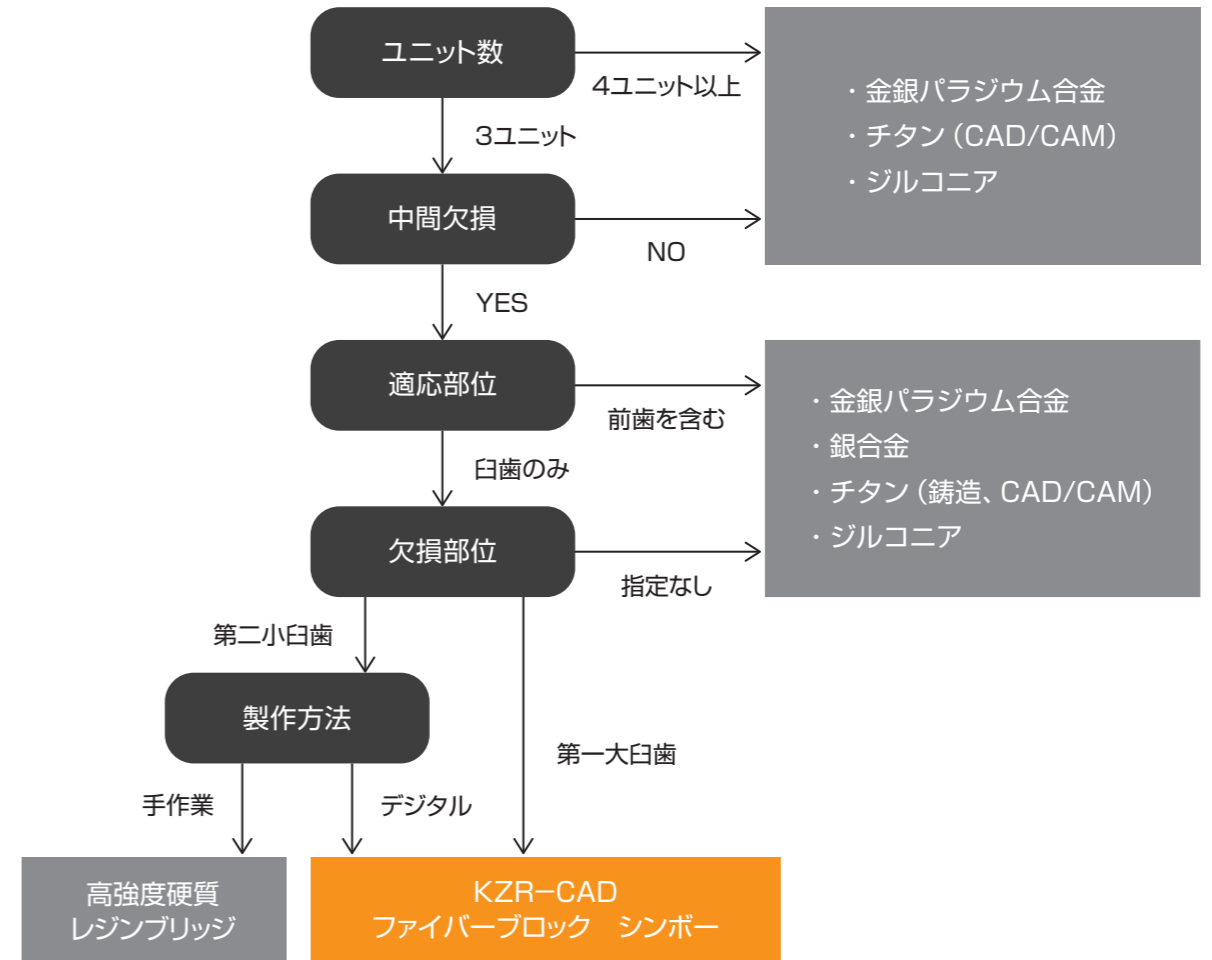 ユニット数
4ユニット以上
・金銀パラジウム合金
・チタン（CAD/CAM）
・ジルコニア
3ユニット
中間欠損
NO
YES
適応部位
前歯を含む
・金銀パラジウム合金
・銀合金
・チタン（鋳造、CAD/CAM）
・ジルコニア
臼歯のみ
欠損部位
指定なし
第二小臼歯
製作方法
第一大臼歯
手作業
デジタル
高強度硬質
レジンブリッジ
KZR−CAD
ファイバーブロック　シンボー